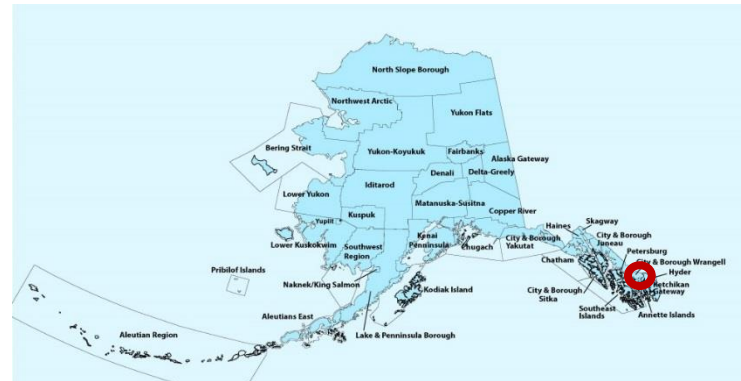 North Slope Borough
Northwest Arctic
Yukon Flats
Bering Strait
Yukon-Koyukuk
Fairbanks
Alaska Gateway
Denali
Delta-Greely
Iditarod
Lower Yukon
Matanuska-Susitna
Copper River
Yupiit
Kuspuk
Lower Kuskokwim
Southwest
Region
Kenai
Penninsula
Chugach
City & Borough
Yakutat
Haines
Skagway
City & Borough
Juneau
Petersburg
City & Borough Wrangell
Hyder
Chatham
Pribilof Islands
Naknek/King Salmon
Kodiak Island
City & Borough
Sitka
Ketchikan
Gateway
Southeast
Islands
Annette Islands
Aleutians East
Aleutian Region
Lake & Penninsula Borough